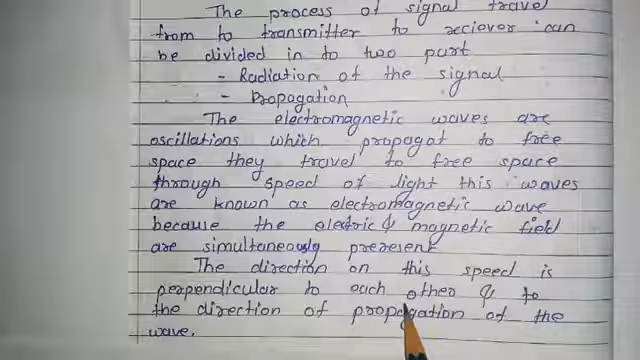 The process of signal travel
from to transmitter to reciever can
be divided in to two part
- Radiation of the signal
- Propagation
The electromagnetic waves are
oscillations which propagat to free
space they travel to free space
through speed of light this waves
are known as electromagnetic wave
because the electric & magnetic field
are simultaneously preresent
The direction on this speed is
perpendicular to each other & to
the direction of propagation of the
wave.